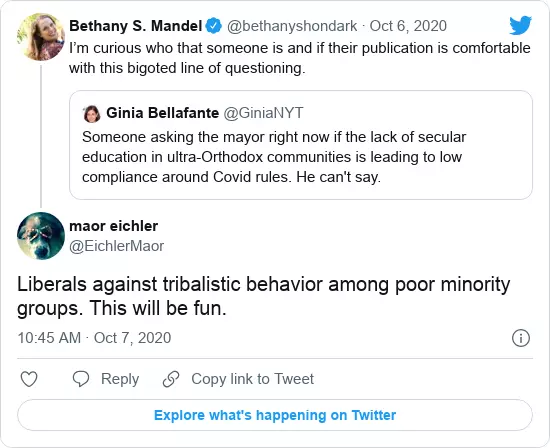 Bethany S. Mandel @bethanyshondark · Oct 6, 2020
I'm curious who that someone is and if their publication is comfortable
with this bigoted line of questioning.
Ginia Bellafante @GiniaNYT
Someone asking the mayor right now if the lack of secular
education in ultra-Orthodox communities is leading to low
compliance around Covid rules. He can't say.
maor eichler
@EichlerMaor
Liberals against tribalistic behavior among poor minority
groups. This will be fun.
10:45 AM · Oct 7, 2020
Reply
Copy link to Tweet
Explore what's happening on Twitter